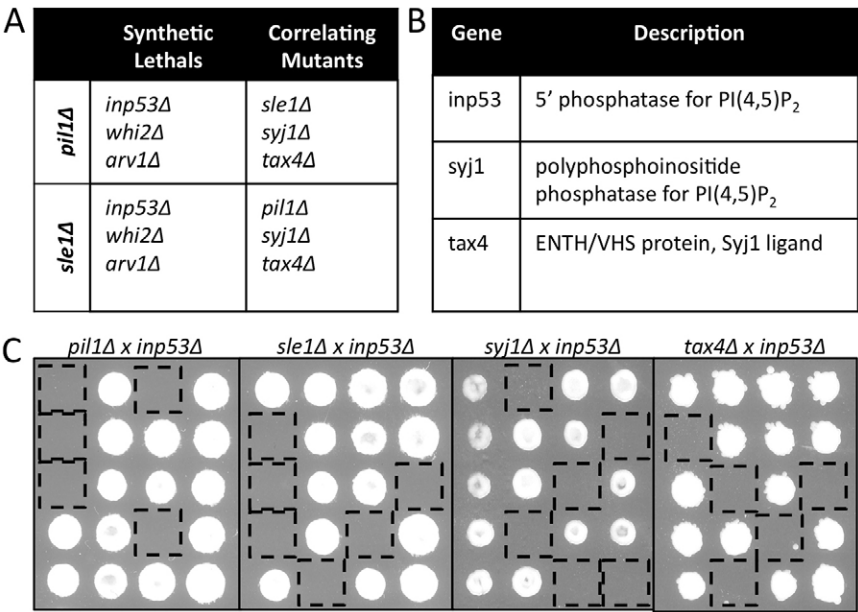 A
Synthetic Lethals
Correlating Mutants
pil1Δ
inp53Δ
whi2Δ
arv1Δ
sle1Δ
syj1Δ
tax4Δ
sle1Δ
inp53Δ
whi2Δ
arv1Δ
pil1Δ
syj1Δ
tax4Δ
B
Gene
Description
inp53
5’ phosphatase for PI(4,5)P₂
syj1
polyphosphoinositide
phosphatase for PI(4,5)P₂
tax4
ENTH/VHS protein, Syj1 ligand
C
pil1Δ x inp53Δ
sle1Δ x inp53Δ
syj1Δ x inp53Δ
tax4Δ x inp53Δ